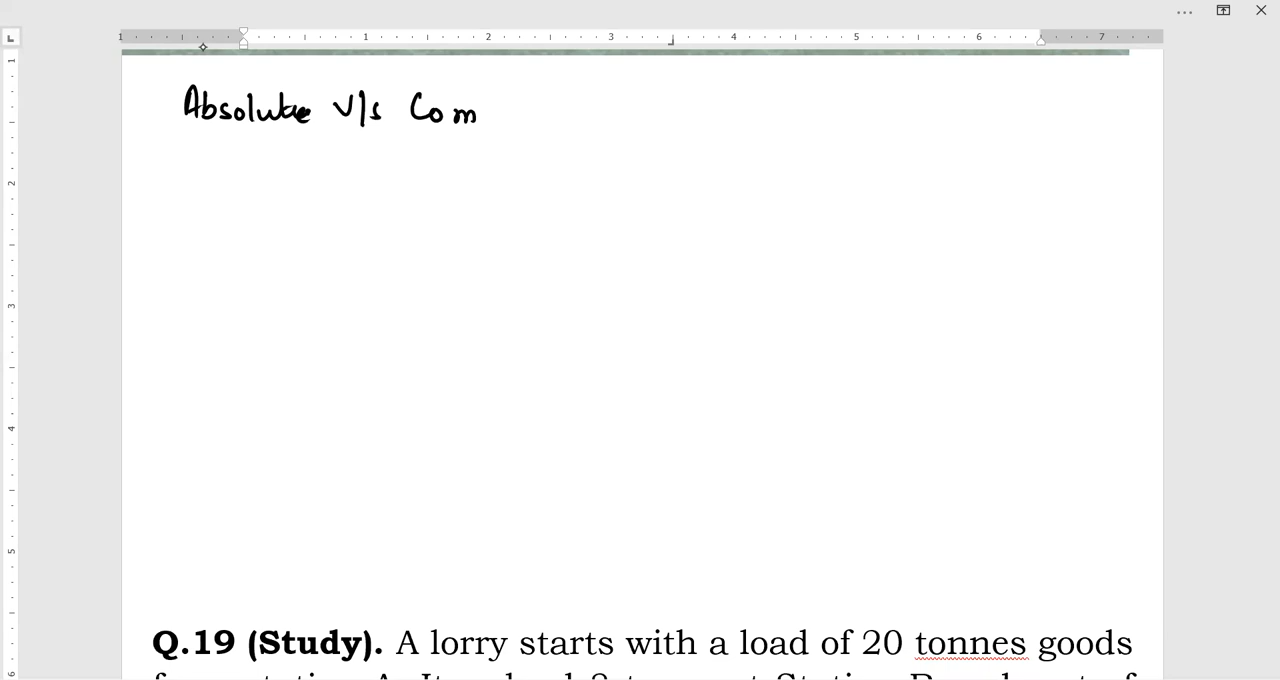 Absolute v/s Com
Q.19 (Study). A lorry starts with a load of 20 tonnes goods